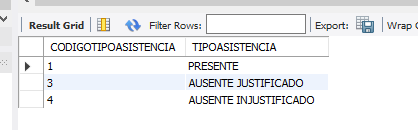 Result Grid Filter Rows: Export: Wrap C
CODIGOTIPOASISTENCIA TIPOASISTENCIA
1 PRESENTE
3 AUSENTE JUSTIFICADO
4 AUSENTE INJUSTIFICADO